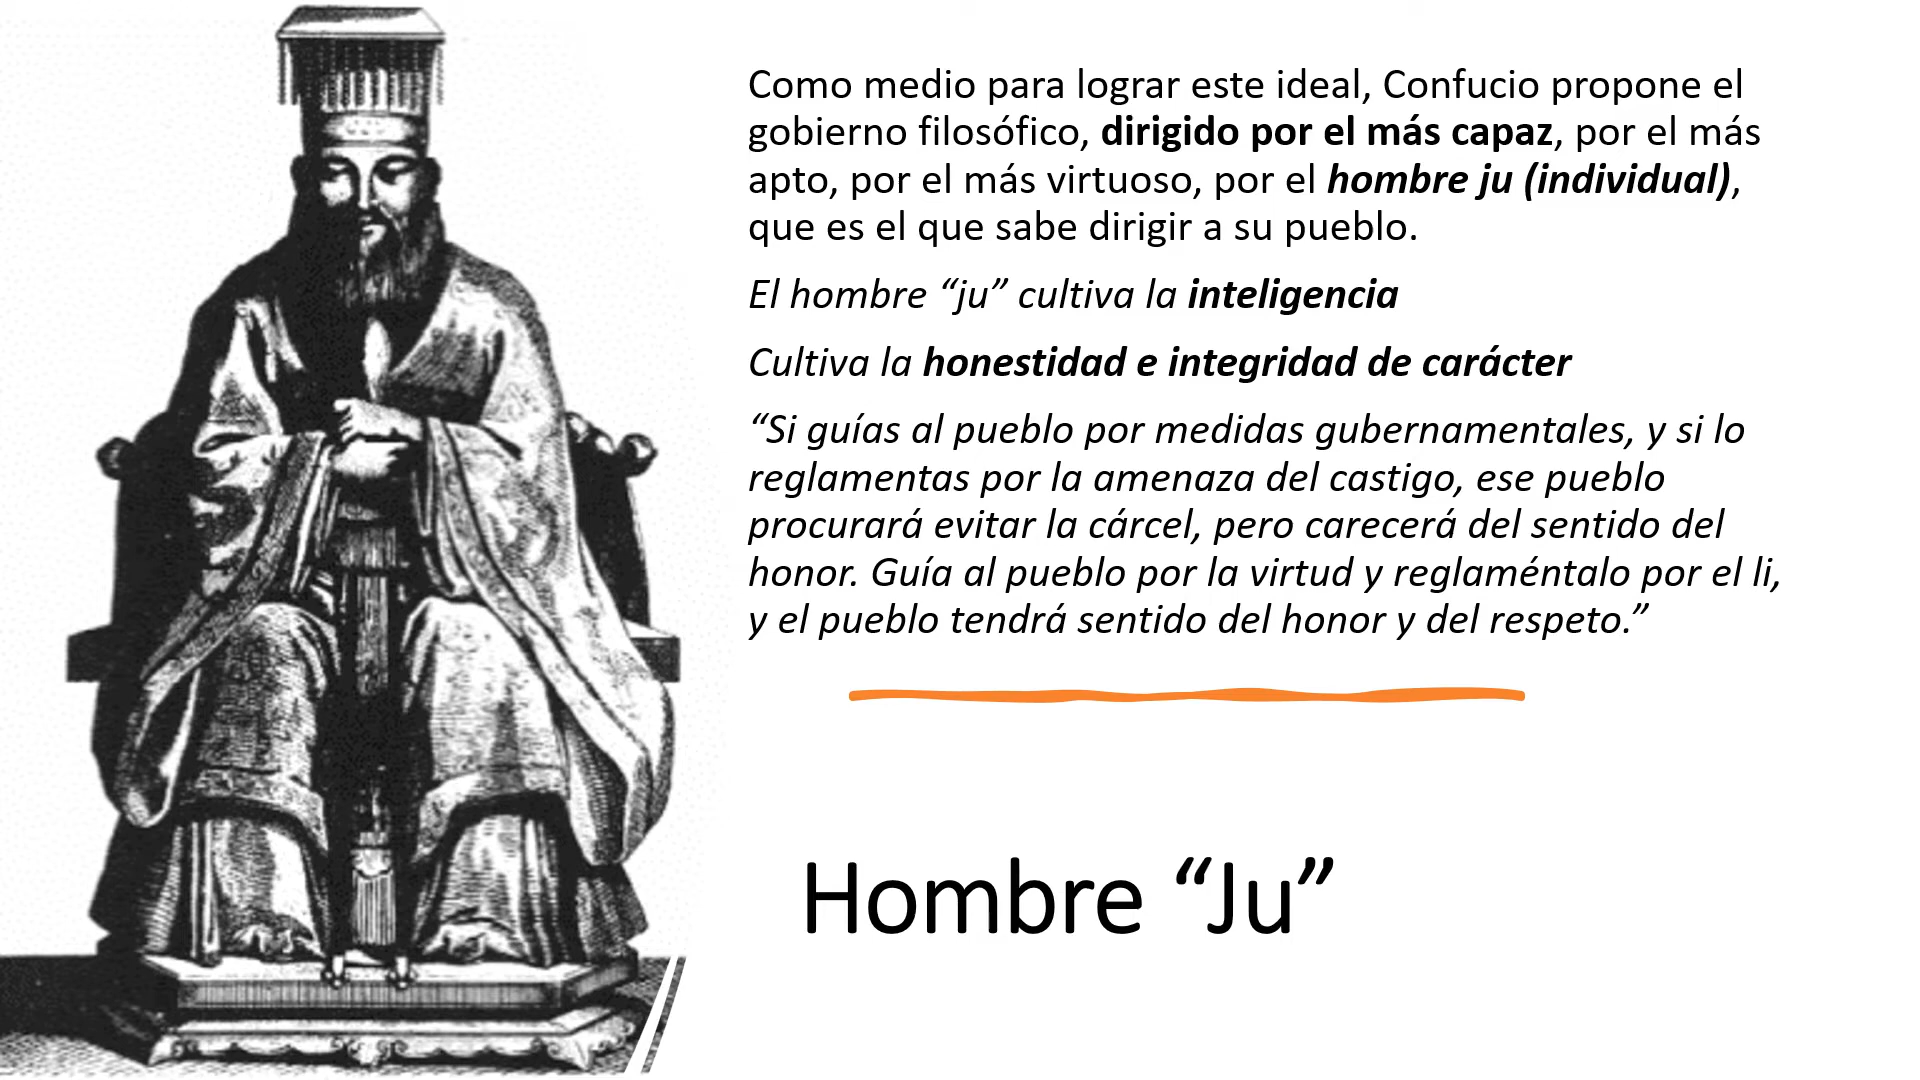 Como medio para lograr este ideal, Confucio propone el
gobierno filosófico, dirigido por el más capaz, por el más
apto, por el más virtuoso, por el hombre ju (individual),
que es el que sabe dirigir a su pueblo.
El hombre “ju” cultiva la inteligencia
Cultiva la honestidad e integridad de carácter
“Si guías al pueblo por medidas gubernamentales, y si lo
reglamentas por la amenaza del castigo, ese pueblo
procurará evitar la cárcel, pero carecerá del sentido del
honor. Guía al pueblo por la virtud y reglaméntalo por el li,
y el pueblo tendrá sentido del honor y del respeto.”
Hombre “Ju”